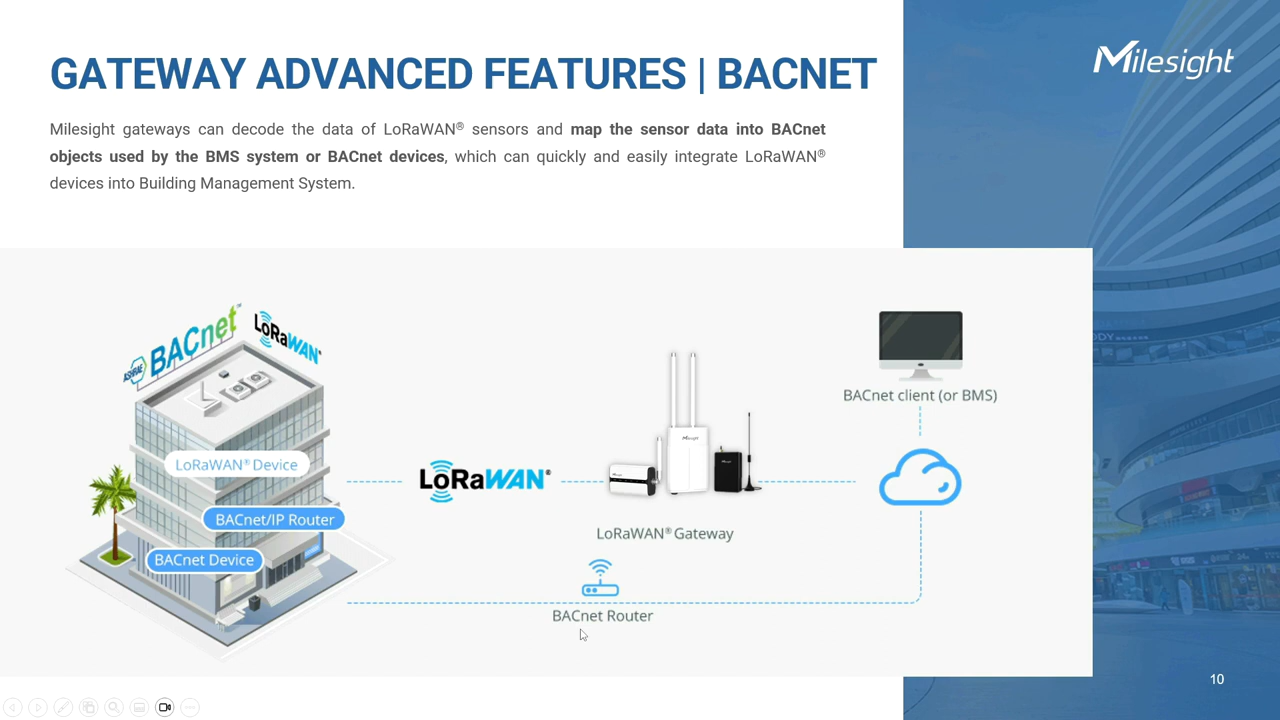 GATEWAY ADVANCED FEATURES | BACNET
Milesight
Milesight gateways can decode the data of LoRaWAN® sensors and map the sensor data into BACnet
objects used by the BMS system or BACnet devices, which can quickly and easily integrate LoRaWAN®
devices into Building Management System.
ASHRAE BACnet™
LoRaWAN®
BACnet client (or BMS)
LoRaWAN® Device
LoRaWAN®
BACnet/IP Router
LoRaWAN® Gateway
BACnet Device
BACnet Router
10